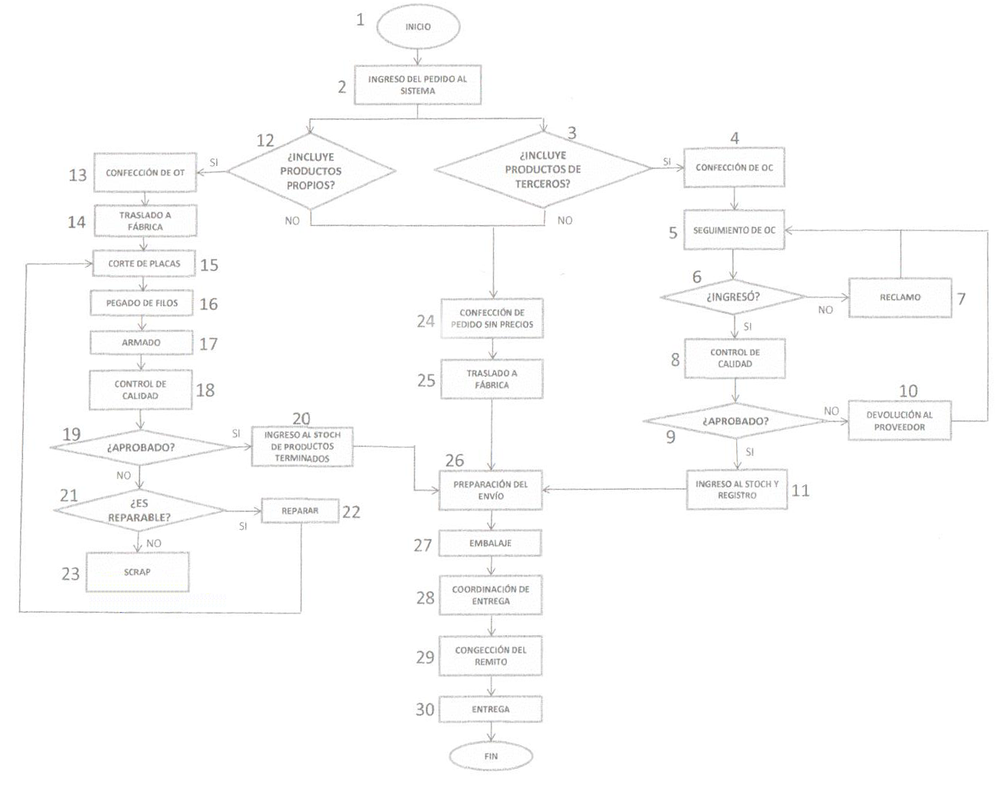 1
INICIO
2
INGRESO DEL PEDIDO AL
SISTEMA
12
¿INCLUYE
PRODUCTOS
PROPIOS?
SI
NO
3
¿INCLUYE
PRODUCTOS DE
TERCEROS?
SI
NO
4
CONFECCIÓN DE OC
5
SEGUIMIENTO DE OC
6
¿INGRESÓ?
NO
SI
RECLAMO
7
8
CONTROL DE
CALIDAD
9
¿APROBADO?
NO
SI
10
DEVOLUCIÓN AL
PROVEEDOR
INGRESO AL STOCH Y
REGISTRO
11
13
CONFECCIÓN DE OT
14
TRASLADO A
FÁBRICA
CORTE DE PLACAS
15
PEGADO DE FILOS
16
ARMADO
17
CONTROL DE
CALIDAD
18
19
¿APROBADO?
SI
NO
20
INGRESO AL STOCH
DE PRODUCTOS
TERMINADOS
21
¿ES
REPARABLE?
SI
NO
REPARAR
22
23
SCRAP
24
CONFECCIÓN DE
PEDIDO SIN PRECIOS
25
TRASLADO A
FÁBRICA
26
PREPARACIÓN DEL
ENVÍO
27
EMBALAJE
28
COORDINACIÓN DE
ENTREGA
29
CONGECCIÓN DEL
REMITO
30
ENTREGA
FIN